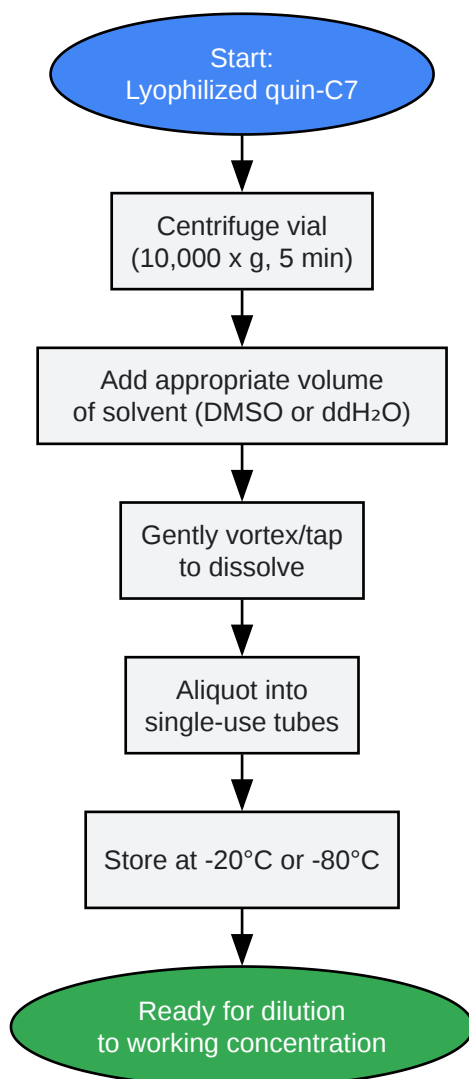 Start:
Lyophilized quin-C7
Centrifuge vial
(10,000 x g, 5 min)
Add appropriate volume
of solvent (DMSO or ddH₂O)
Gently vortex/tap
to dissolve
Aliquot into
single-use tubes
Store at -20°C or -80°C
Ready for dilution
to working concentration